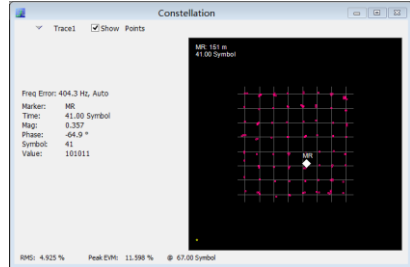 Constellation
Trace1 Show Points
MR: 151 m
41.00 Symbol
Freq Error: 404.3 Hz, Auto
Marker: MR
Time: 41.00 Symbol
Mag: 0.357
Phase: -64.9 °
Symbol: 41
Value: 101011
MR
RMS: 4.925 % Peak EVM: 11.598 % @ 67.00 Symbol